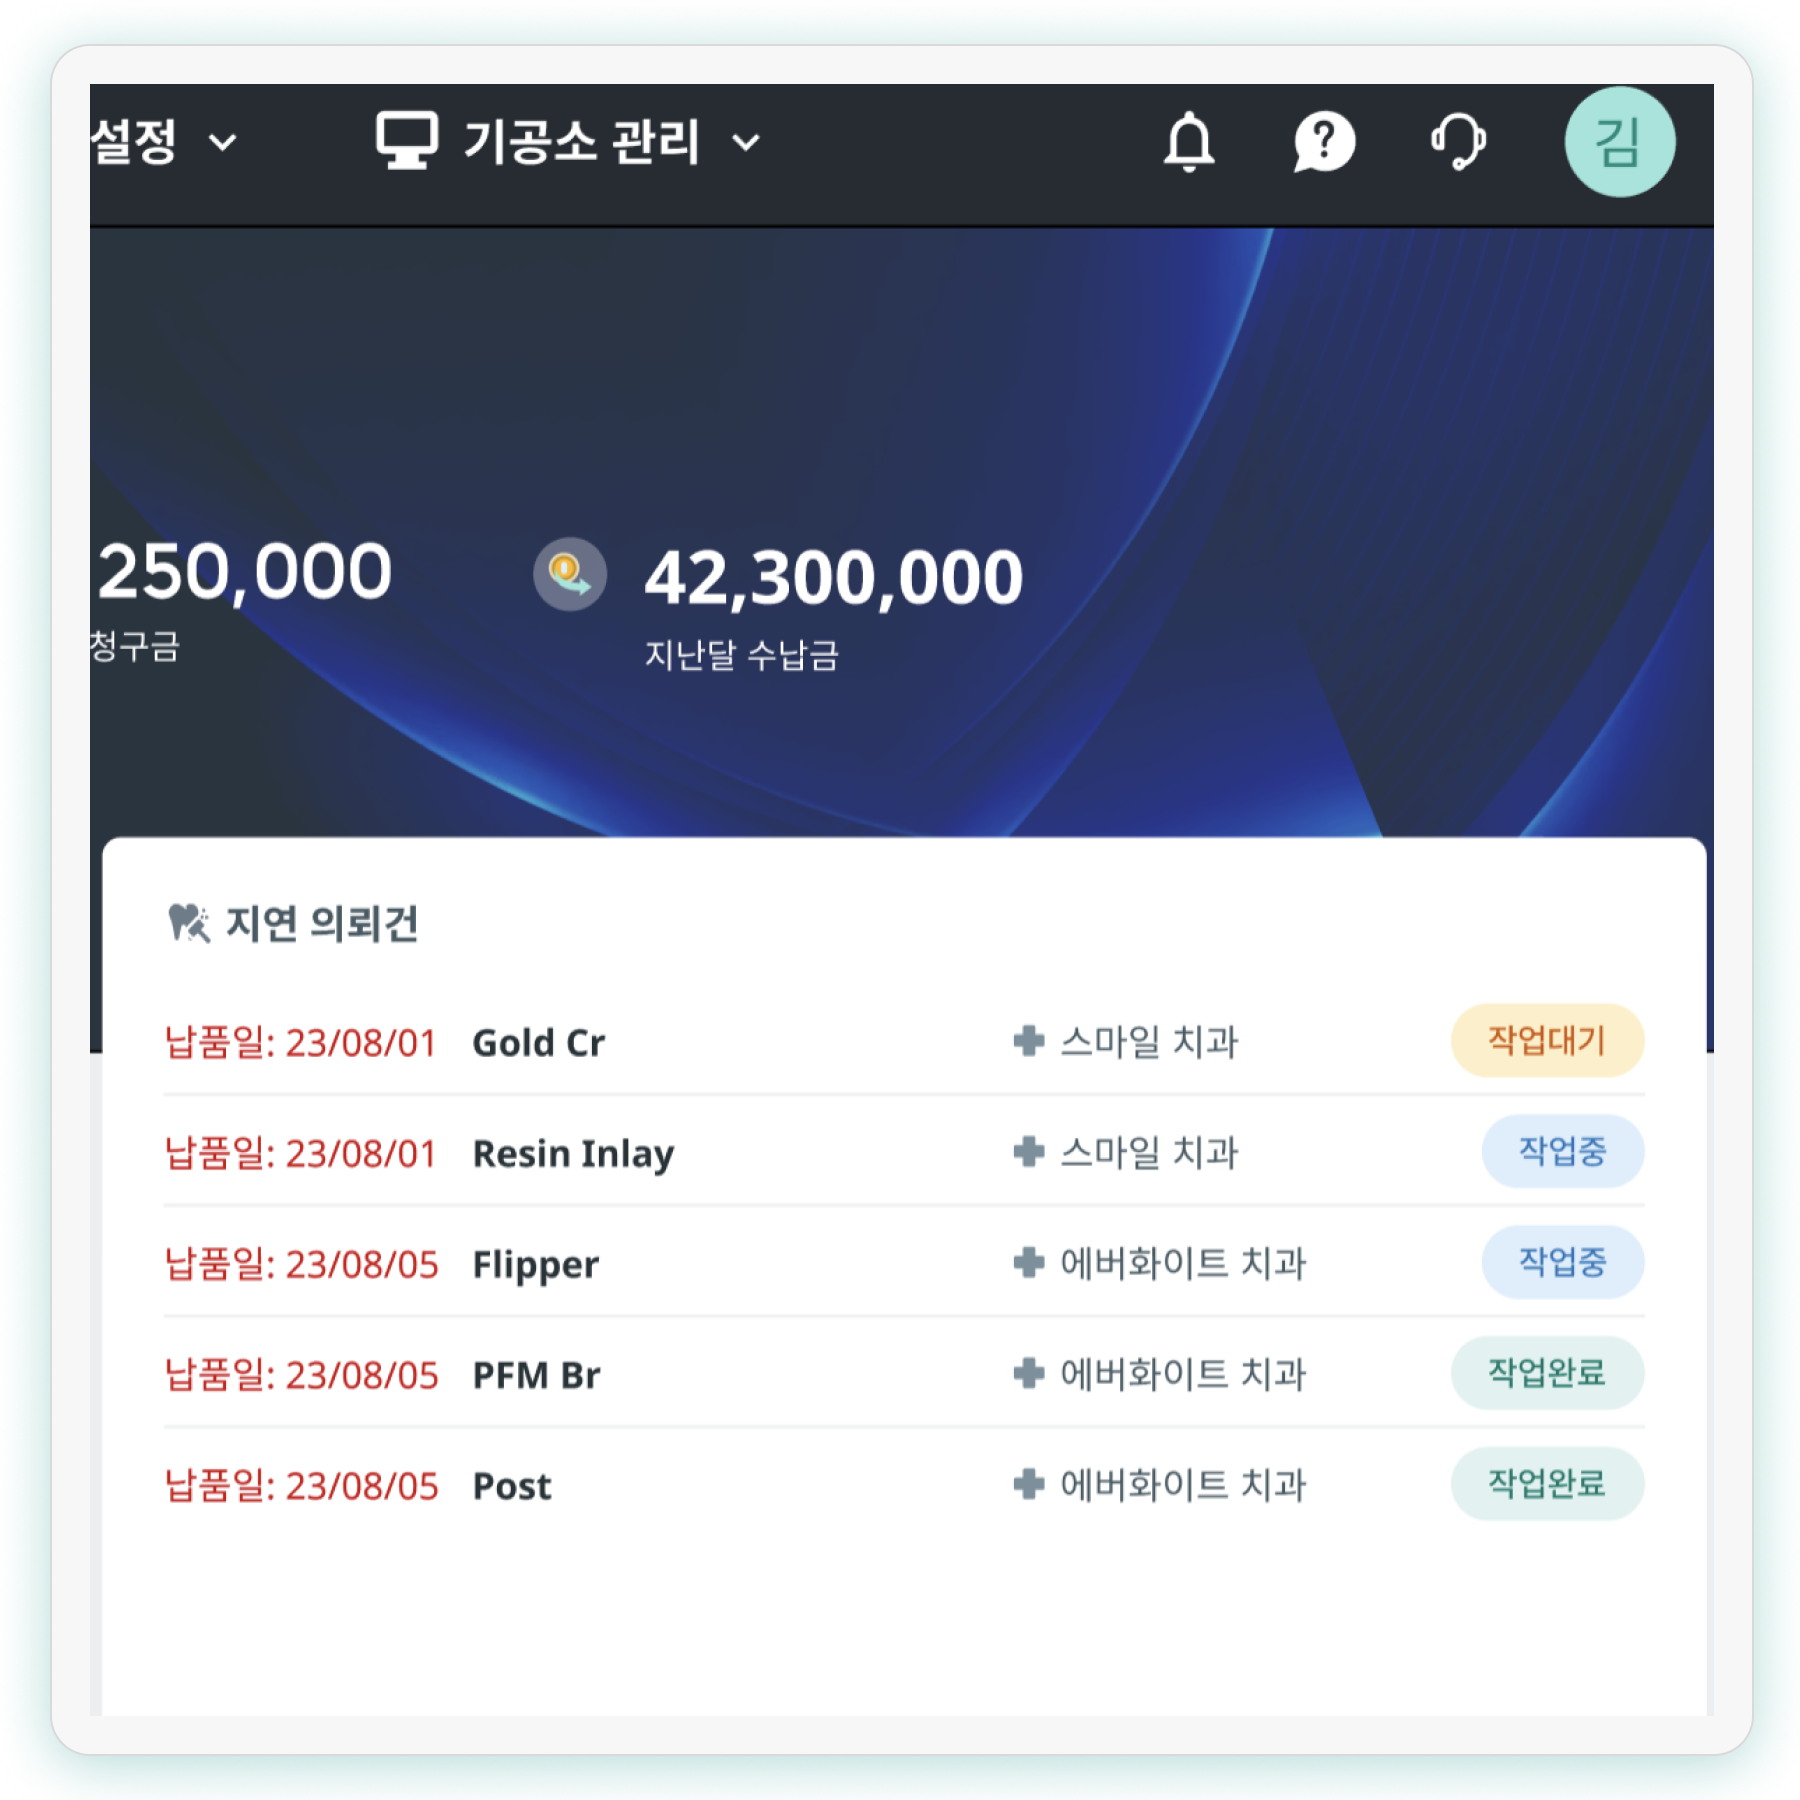 설정 기공소 관리 김
250,000 42,300,000
청구금 지난달 수납금
지연 의뢰건
납품일: 23/08/01 Gold Cr 스마일 치과 작업대기
납품일: 23/08/01 Resin Inlay 스마일 치과 작업중
납품일: 23/08/05 Flipper 에버화이트 치과 작업중
납품일: 23/08/05 PFM Br 에버화이트 치과 작업완료
납품일: 23/08/05 Post 에버화이트 치과 작업완료